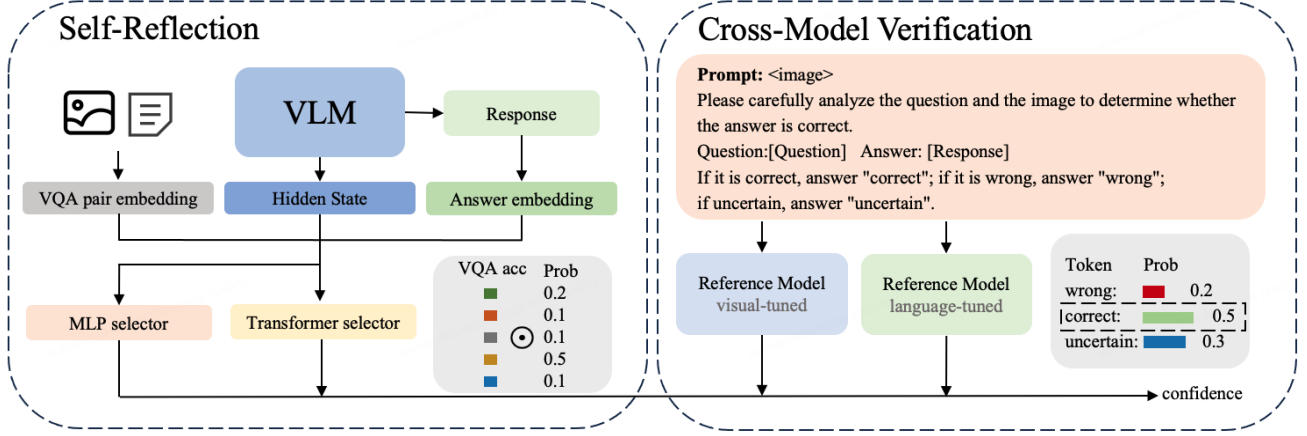 Self-Reflection
VLM
Response
VQA pair embedding
Hidden State
Answer embedding
MLP selector
Transformer selector
VQA acc Prob
0.2
0.1
0.1
0.5
0.1
Cross-Model Verification
Prompt: <image>
Please carefully analyze the question and the image to determine whether
the answer is correct.
Question:[Question] Answer: [Response]
If it is correct, answer "correct"; if it is wrong, answer "wrong";
if uncertain, answer "uncertain".
Reference Model
visual-tuned
Reference Model
language-tuned
Token Prob
wrong: 0.2
correct: 0.5
uncertain: 0.3
confidence